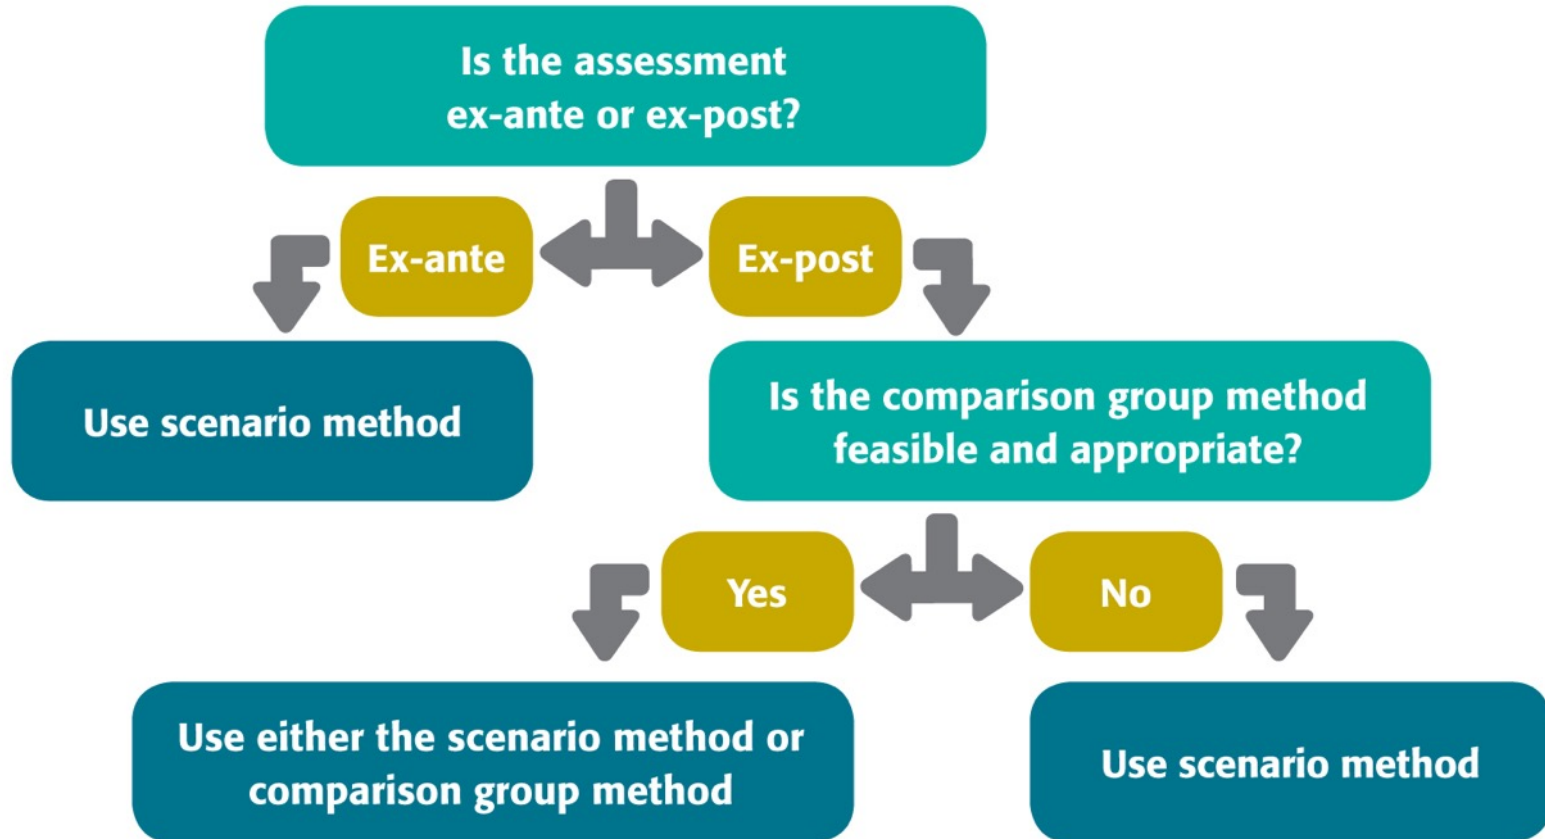 Is the assessment
ex-ante or ex-post?
Ex-ante
Ex-post
Use scenario method
Is the comparison group method
feasible and appropriate?
Yes
No
Use either the scenario method or
comparison group method
Use scenario method